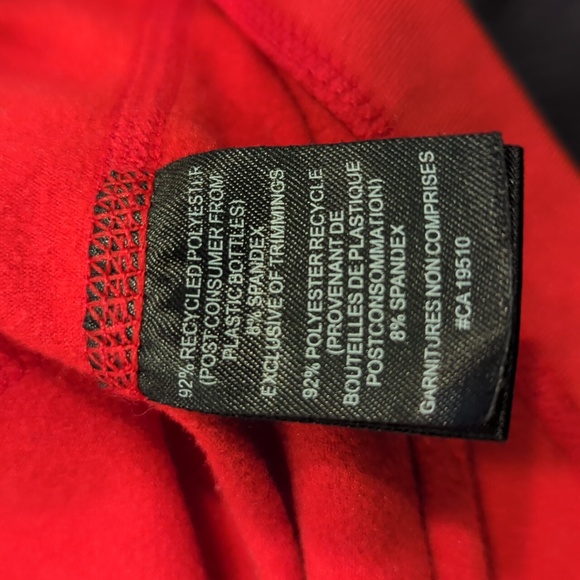 92% RECYCLED POLYESTER
(POST CONSUMER FROM
PLASTIC BOTTLES)
8% SPANDEX
EXCLUSIVE OF TRIMMINGS
92% POLYESTER RECYCLE
(PROVENANT DE
BOUTEILLES DE PLASTIQUE
POSTCONSOMMATION)
8% SPANDEX
GARNITURES NON COMPRISES
#CA 19510